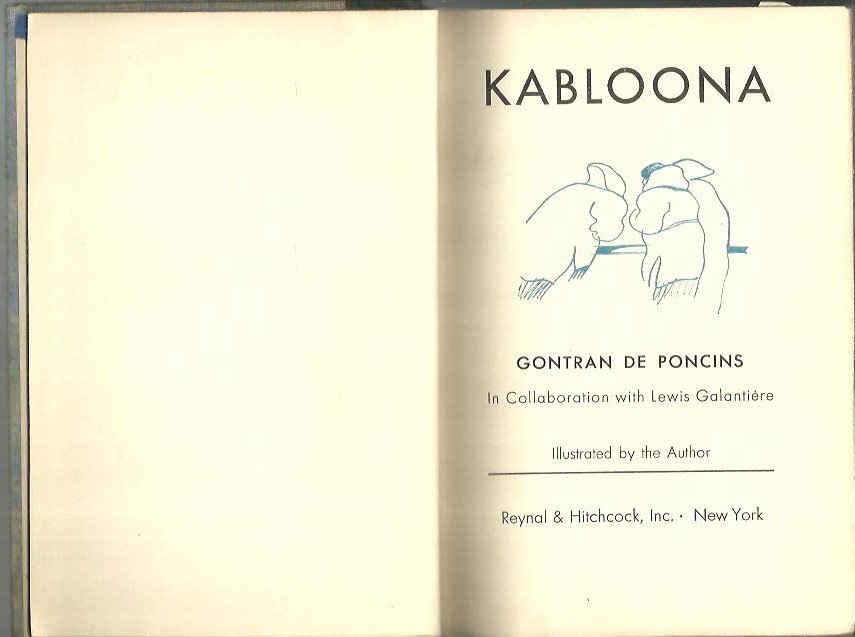 KABLOONA
GONTRAN DE PONCINS
In Collaboration with Lewis Galantière
Illustrated by the Author
Reynal & Hitchcock, Inc. · New York